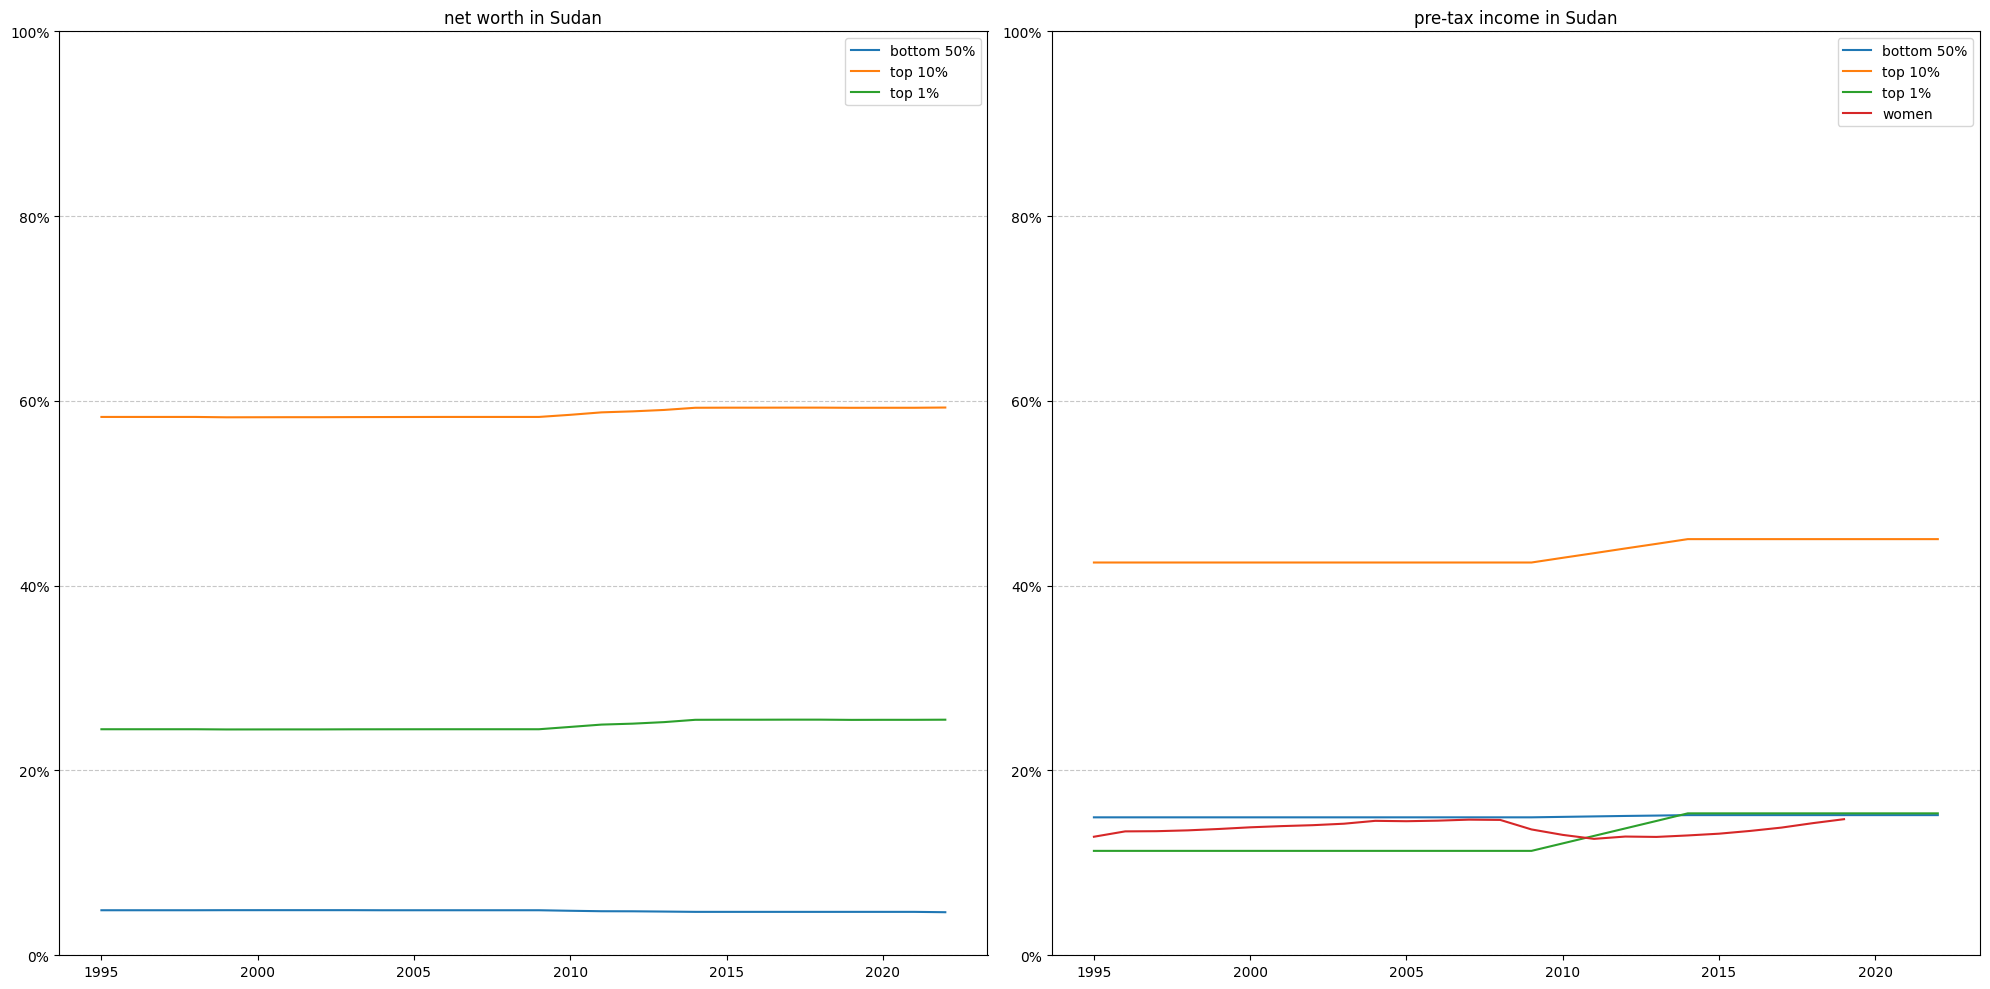 net worth in Sudan
100%
80%
60%
40%
20%
0%
1995 2000 2005 2010 2015 2020
bottom 50%
top 10%
top 1%
pre-tax income in Sudan
100%
80%
60%
40%
20%
0%
1995 2000 2005 2010 2015 2020
bottom 50%
top 10%
top 1%
women